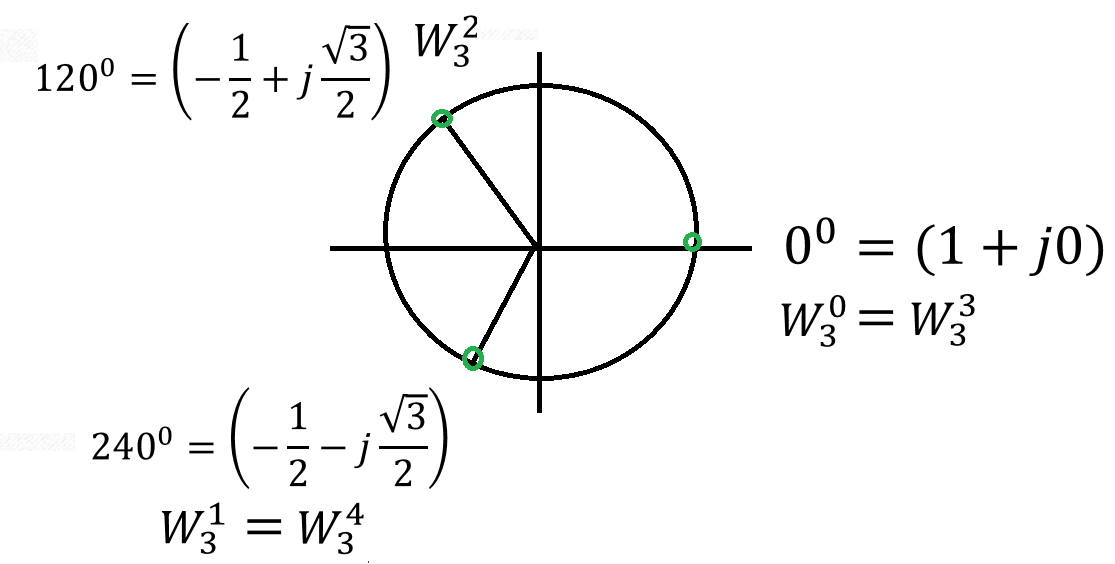 120⁰ = (−1/2 + j√3/2) W₃²
0⁰ = (1 + j0)
W₃⁰ = W₃³
240⁰ = (−1/2 − j√3/2)
W₃¹ = W₃⁴